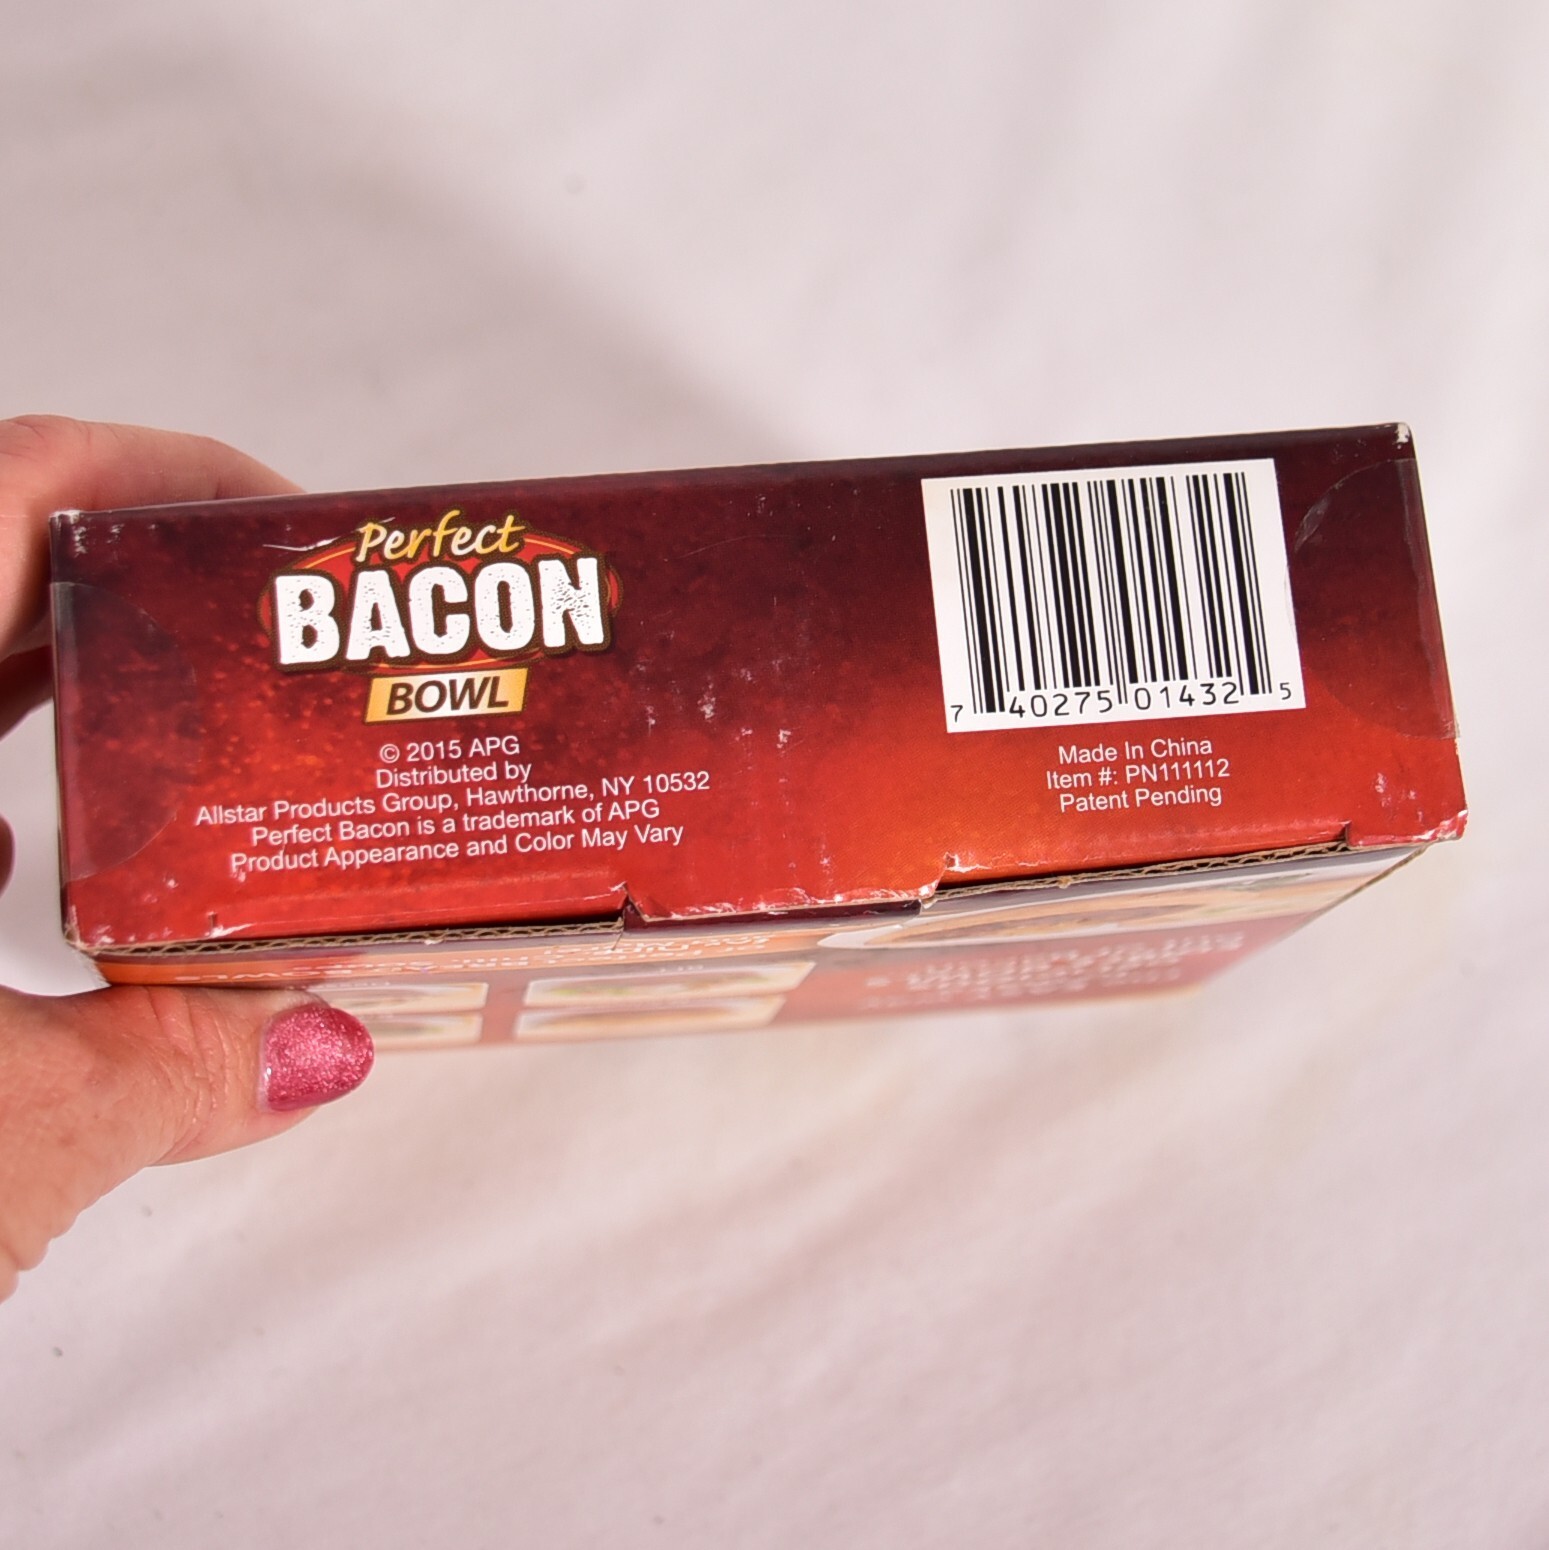 Perfect
BACON
BOWL
© 2015 APG
Distributed by
Allstar Products Group, Hawthorne, NY 10532
Perfect Bacon is a trademark of APG
Product Appearance and Color May Vary
7 40275 01432 5
Made In China
Item #: PN111112
Patent Pending